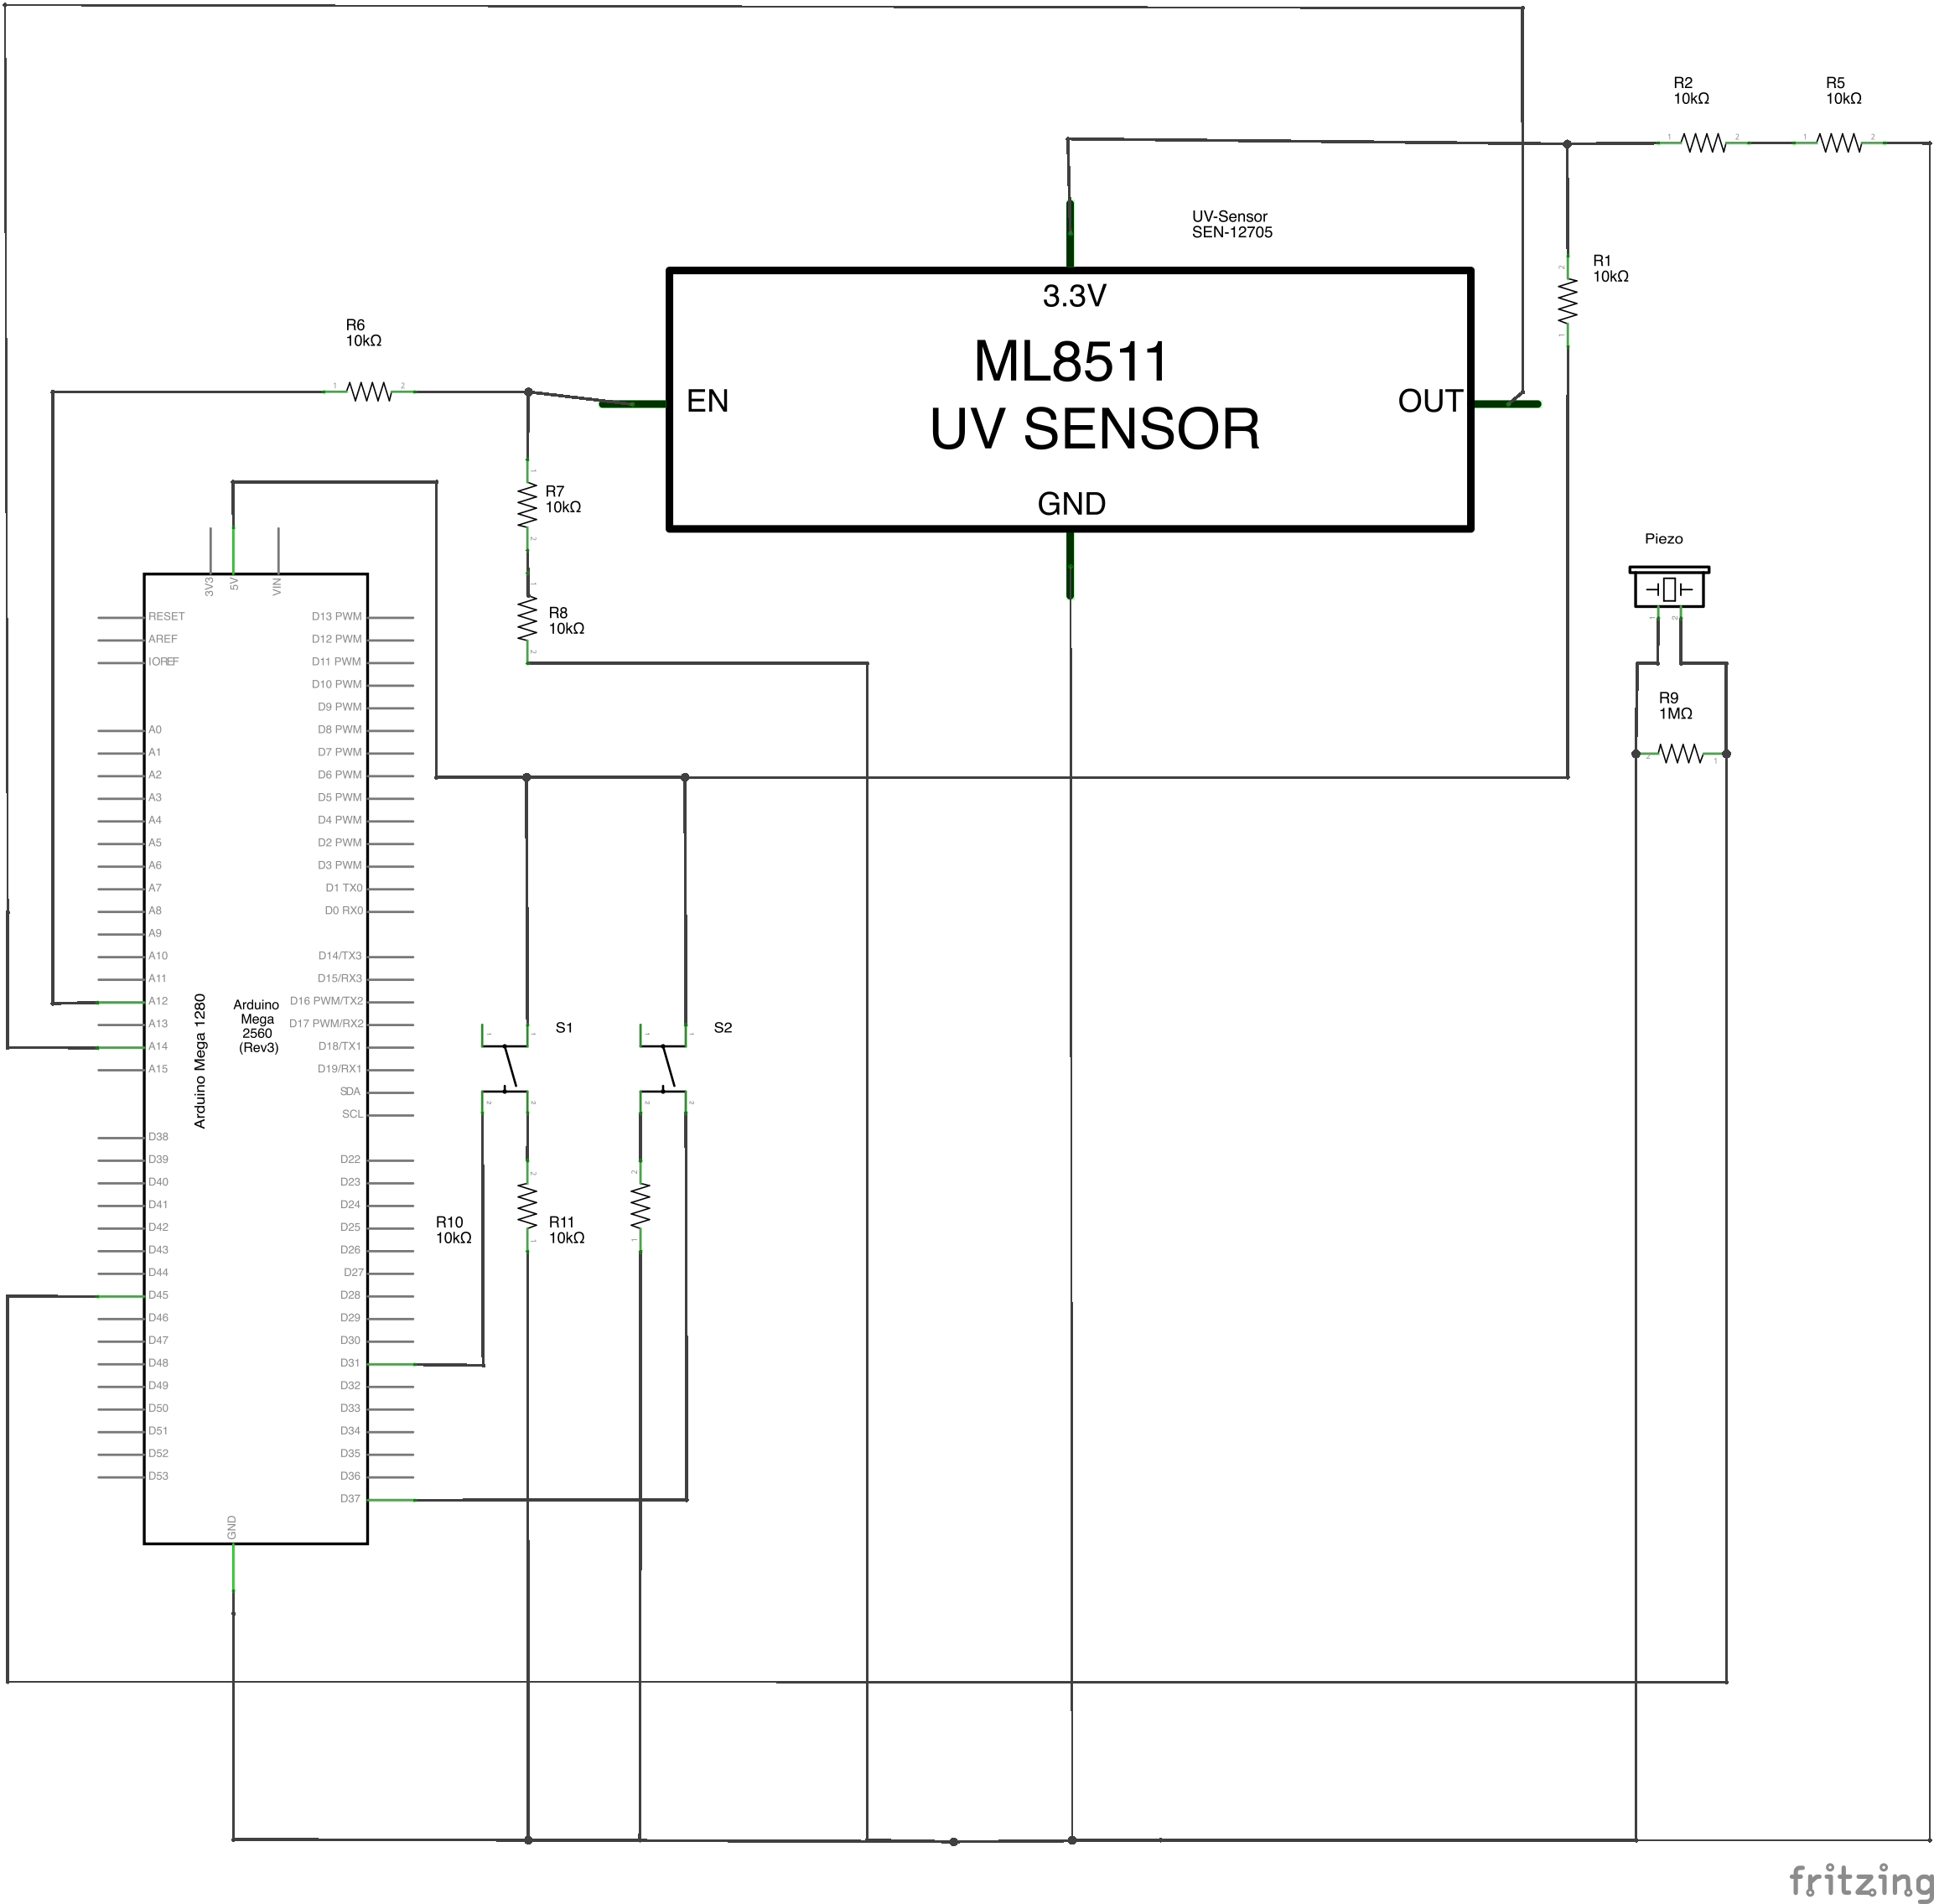 R2
10kΩ
R5
10kΩ
UV-Sensor
SEN-12705
R1
10kΩ
3.3V
ML8511
UV SENSOR
EN
OUT
GND
R6
10kΩ
R7
10kΩ
R8
10kΩ
Piezo
R9
1MΩ
3V3
5V
VIN
RESET
AREF
IOREF
A0
A1
A2
A3
A4
A5
A6
A7
A8
A9
A10
A11
A12
A13
A14
A15
D38
D39
D40
D41
D42
D43
D44
D45
D46
D47
D48
D49
D50
D51
D52
D53
Arduino Mega 1280
Arduino
Mega
2560
(Rev3)
D13 PWM
D12 PWM
D11 PWM
D10 PWM
D9 PWM
D8 PWM
D7 PWM
D6 PWM
D5 PWM
D4 PWM
D2 PWM
D3 PWM
D1 TX0
D0 RX0
D14/TX3
D15/RX3
D16 PWM/TX2
D17 PWM/RX2
D18/TX1
D19/RX1
SDA
SCL
D22
D23
D24
D25
D26
D27
D28
D29
D30
D31
D32
D33
D34
D35
D36
D37
GND
S1
S2
R10
10kΩ
R11
10kΩ
fritzing